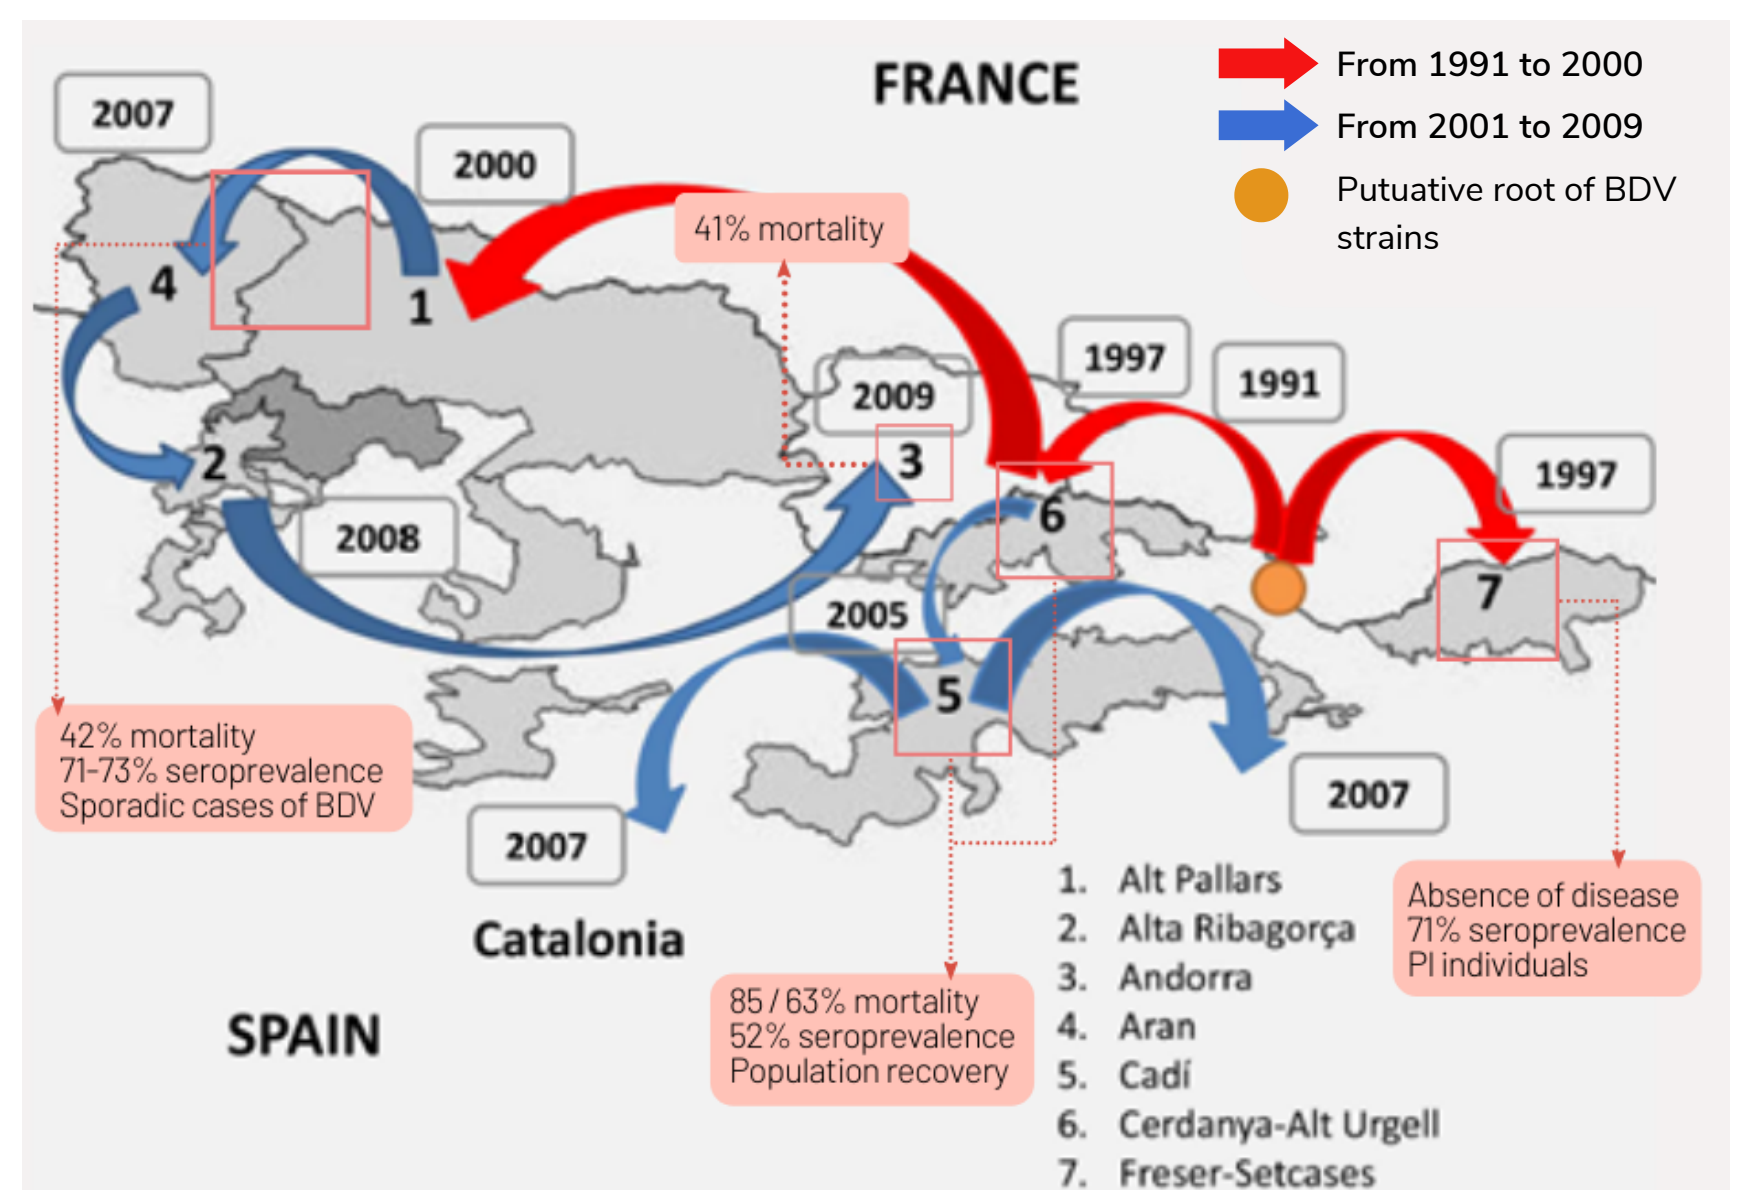 FRANCE
From 1991 to 2000
From 2001 to 2009
Putuative root of BDV
strains
2007
2000
41% mortality
4
1
1997
1991
2009
1997
3
2
6
2008
7
2005
5
42% mortality
71-73% seroprevalence
Sporadic cases of BDV
2007
2007
Catalonia
SPAIN
85 / 63% mortality
52% seroprevalence
Population recovery
1. Alt Pallars
2. Alta Ribagorça
3. Andorra
4. Aran
5. Cadí
6. Cerdanya-Alt Urgell
7. Freser-Setcases
Absence of disease
71% seroprevalence
PI individuals